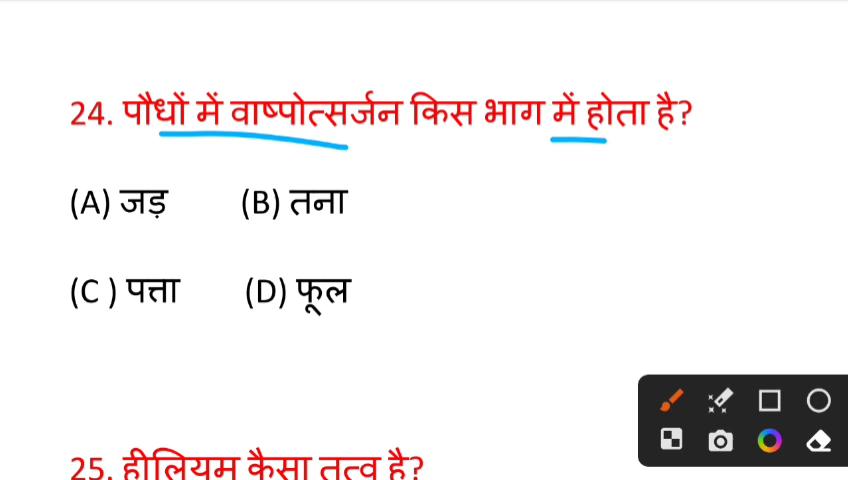 24. पौधों में वाष्पोत्सर्जन किस भाग में होता है?
(A) जड़ (B) तना
(C ) पत्ता (D) फूल
25. हीलियम कैसा तत्व है?